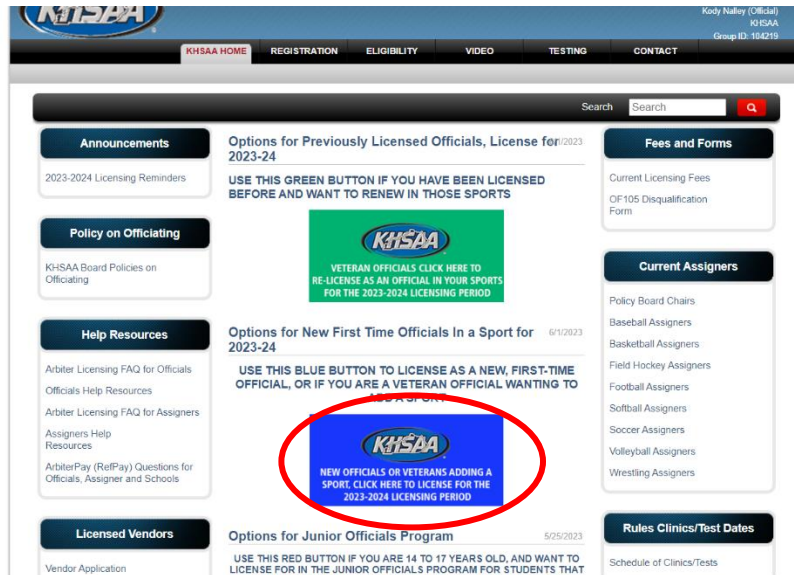 KHSAA
Kody Nalley (Official)
KHSAA
Group ID: 104219
KHSAA HOME REGISTRATION ELIGIBILITY VIDEO TESTING CONTACT
Search Search
Announcements
2023-2024 Licensing Reminders
Policy on Officiating
KHSAA Board Policies on
Officiating
Help Resources
Arbiter Licensing FAQ for Officials
Officials Help Resources
Arbiter Licensing FAQ for Assigners
Assigners Help
Resources
ArbiterPay (RefPay) Questions for
Officials, Assigner and Schools
Licensed Vendors
Vendor Application
Options for Previously Licensed Officials, License for
2023-24
USE THIS GREEN BUTTON IF YOU HAVE BEEN LICENSED
BEFORE AND WANT TO RENEW IN THOSE SPORTS
KHSAA
VETERAN OFFICIALS CLICK HERE TO
RE-LICENSE AS AN OFFICIAL IN YOUR SPORTS
FOR THE 2023-2024 LICENSING PERIOD
Options for New First Time Officials In a Sport for 6/1/2023
2023-24
USE THIS BLUE BUTTON TO LICENSE AS A NEW, FIRST-TIME
OFFICIAL, OR IF YOU ARE A VETERAN OFFICIAL WANTING TO
ADD A SPORT
KHSAA
NEW OFFICIALS OR VETERANS ADDING A
SPORT, CLICK HERE TO LICENSE FOR THE
2023-2024 LICENSING PERIOD
Options for Junior Officials Program 5/25/2023
USE THIS RED BUTTON IF YOU ARE 14 TO 17 YEARS OLD, AND WANT TO
LICENSE FOR IN THE JUNIOR OFFICIALS PROGRAM FOR STUDENTS THAT
Fees and Forms
Current Licensing Fees
OF105 Disqualification
Form
Current Assigners
Policy Board Chairs
Baseball Assigners
Basketball Assigners
Field Hockey Assigners
Football Assigners
Softball Assigners
Soccer Assigners
Volleyball Assigners
Wrestling Assigners
Rules Clinics/Test Dates
Schedule of Clinics/Tests